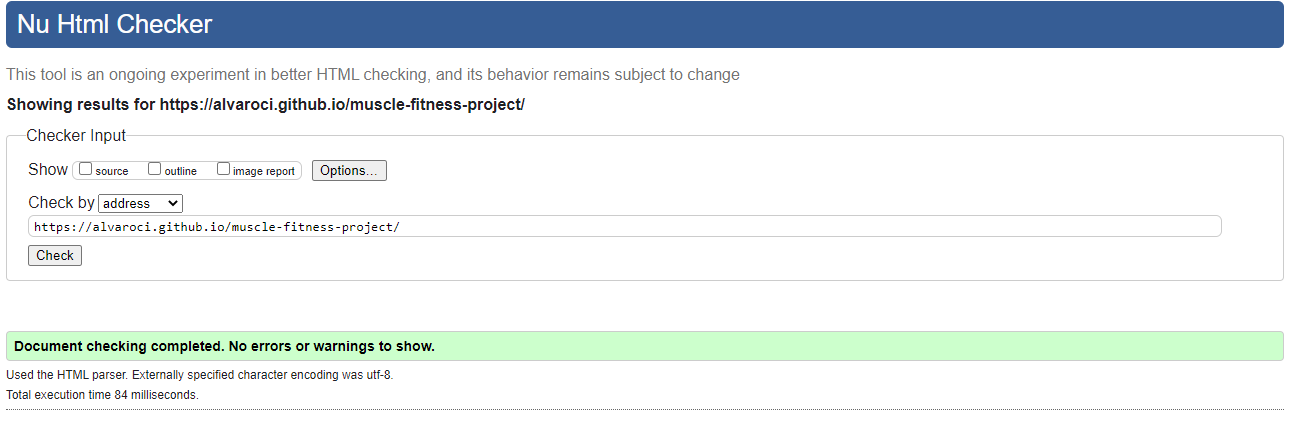 Nu Html Checker
This tool is an ongoing experiment in better HTML checking, and its behavior remains subject to change
Showing results for https://alvaroci.github.io/muscle-fitness-project/
Checker Input
Show source outline image report Options...
Check by address
https://alvaroci.github.io/muscle-fitness-project/
Check
Document checking completed. No errors or warnings to show.
Used the HTML parser. Externally specified character encoding was utf-8.
Total execution time 84 milliseconds.